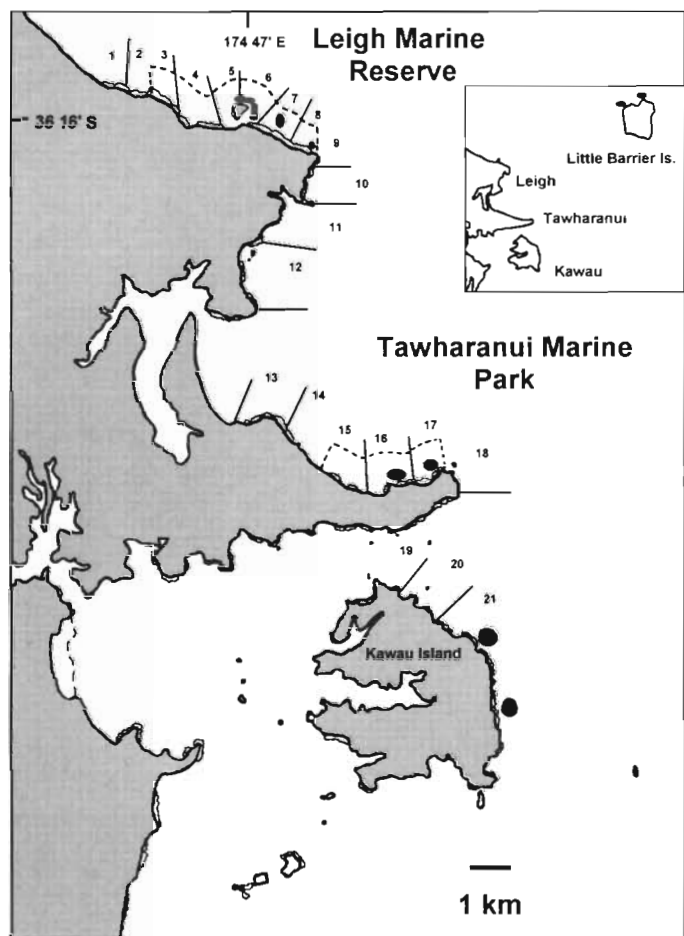 174 47' E
Leigh Marine
Reserve
1
2
3
4
5
6
7
8
9
10
11
12
36 16' S
Little Barrier Is.
Leigh
Tawharanui
Kawau
Tawharanui Marine
Park
13
14
15
16
17
18
19
20
21
Kawau Island
1 km